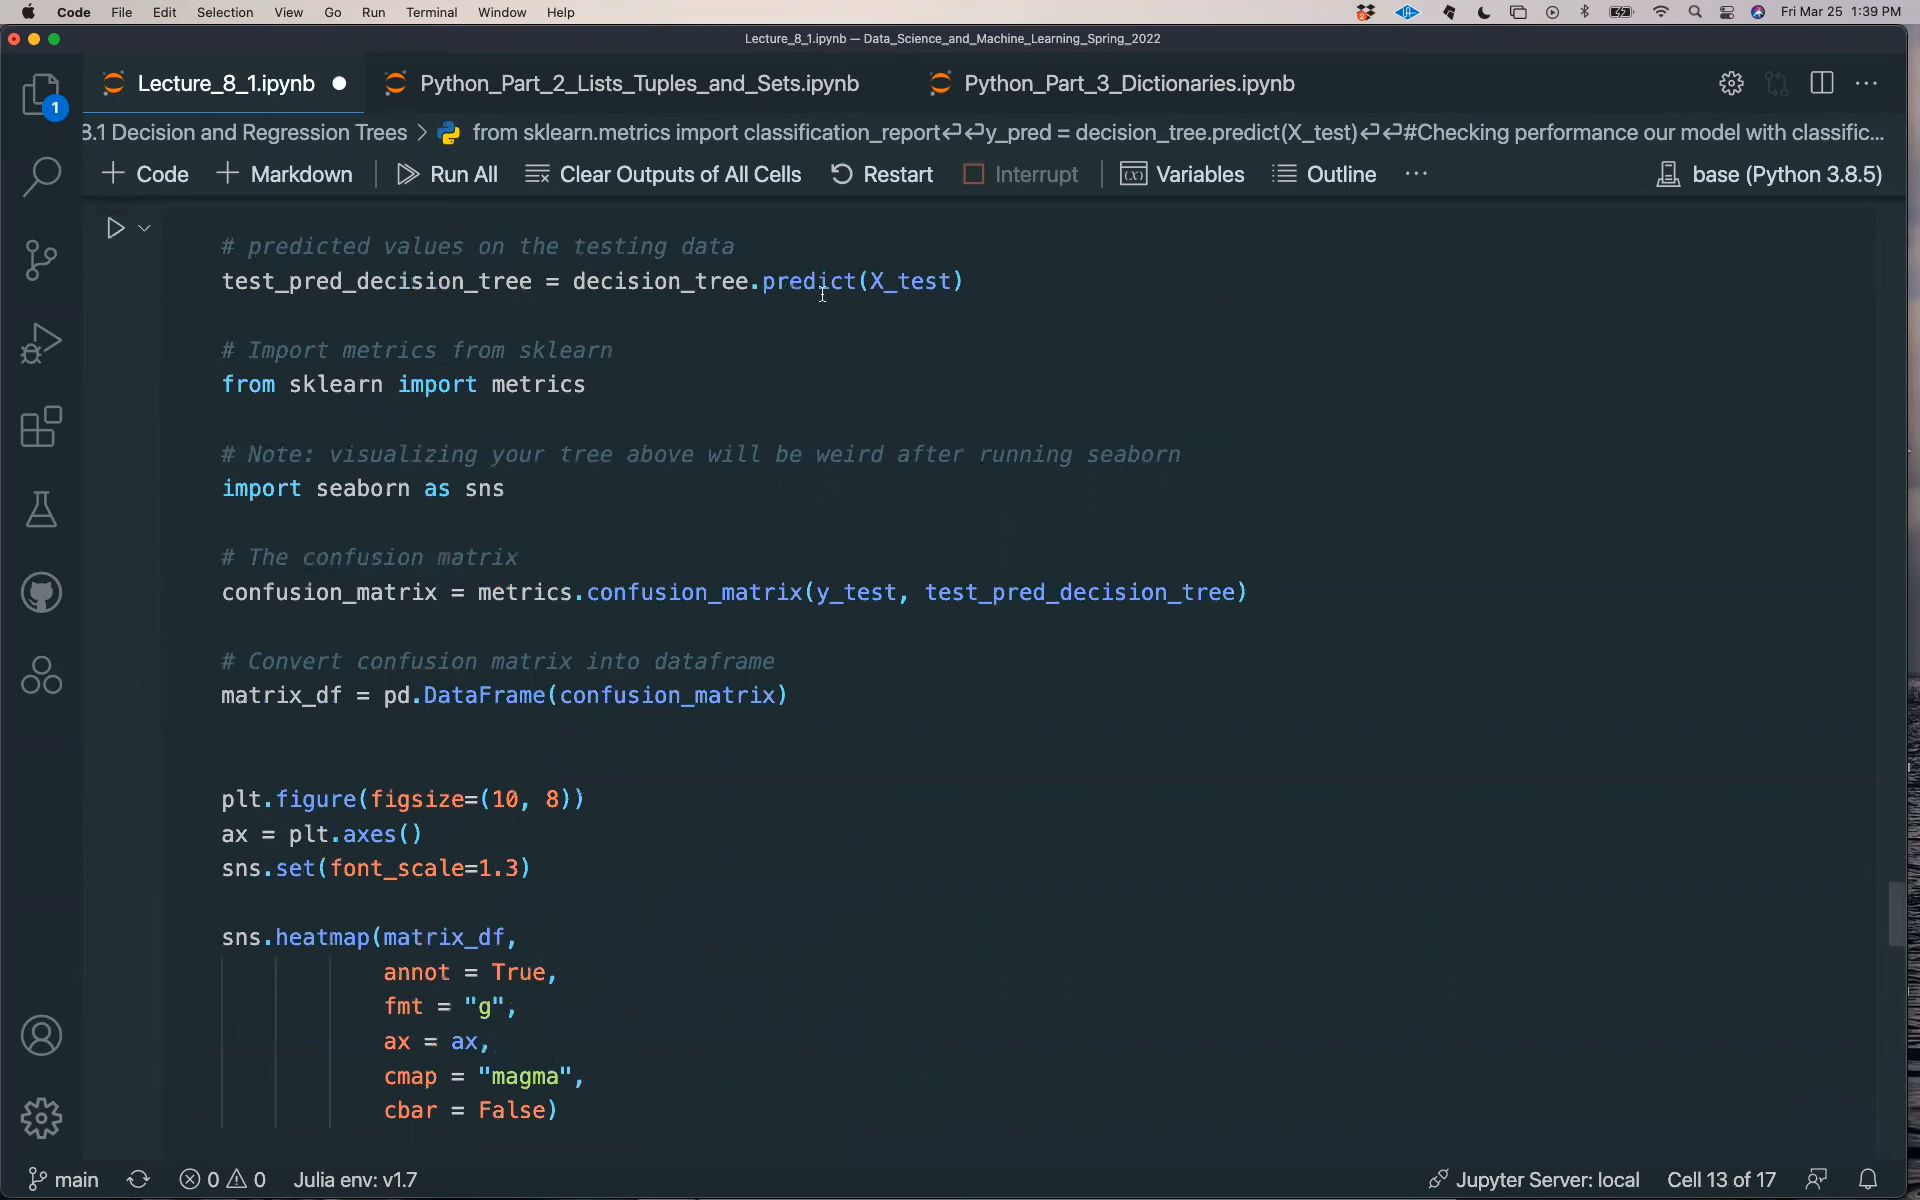 Code File Edit Selection View Go Run Terminal Window Help Fri Mar 25 1:39 PM
Lecture_8_1.ipynb — Data_Science_and_Machine_Learning_Spring_2022
Lecture_8_1.ipynb Python_Part_2_Lists_Tuples_and_Sets.ipynb Python_Part_3_Dictionaries.ipynb
1
8.1 Decision and Regression Trees > from sklearn.metrics import classification_report↵↵y_pred = decision_tree.predict(X_test)↵↵#Checking performance our model with classific...
+ Code + Markdown Run All Clear Outputs of All Cells Restart Interrupt (x) Variables Outline ... base (Python 3.8.5)
# predicted values on the testing data
test_pred_decision_tree = decision_tree.predict(X_test)
# Import metrics from sklearn
from sklearn import metrics
# Note: visualizing your tree above will be weird after running seaborn
import seaborn as sns
# The confusion matrix
confusion_matrix = metrics.confusion_matrix(y_test, test_pred_decision_tree)
# Convert confusion matrix into dataframe
matrix_df = pd.DataFrame(confusion_matrix)
plt.figure(figsize=(10, 8))
ax = plt.axes()
sns.set(font_scale=1.3)
sns.heatmap(matrix_df,
annot = True,
fmt = "g",
ax = ax,
cmap = "magma",
cbar = False)
main 0 0 Julia env: v1.7 Jupyter Server: local Cell 13 of 17